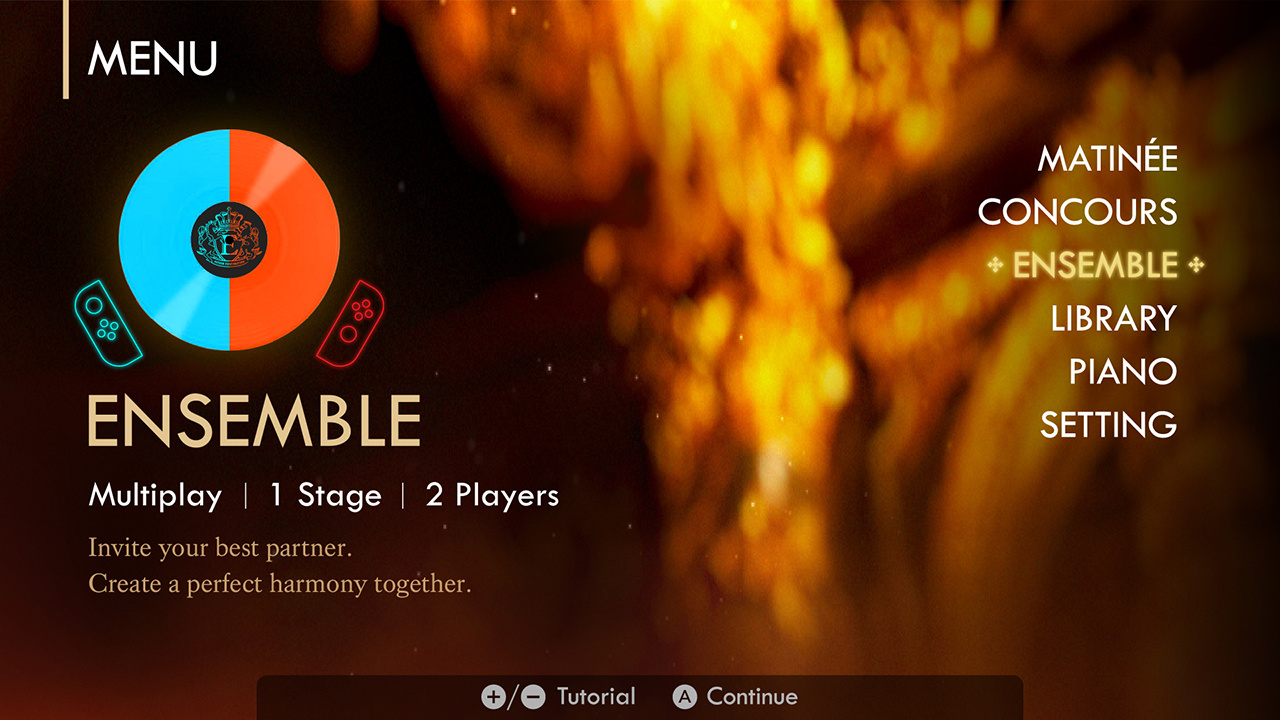 MENU
E
ENSEMBLE
Multiplay | 1 Stage | 2 Players
Invite your best partner.
Create a perfect harmony together.
MATINÉE
CONCOURS
ENSEMBLE
LIBRARY
PIANO
SETTING
+/− Tutorial A Continue